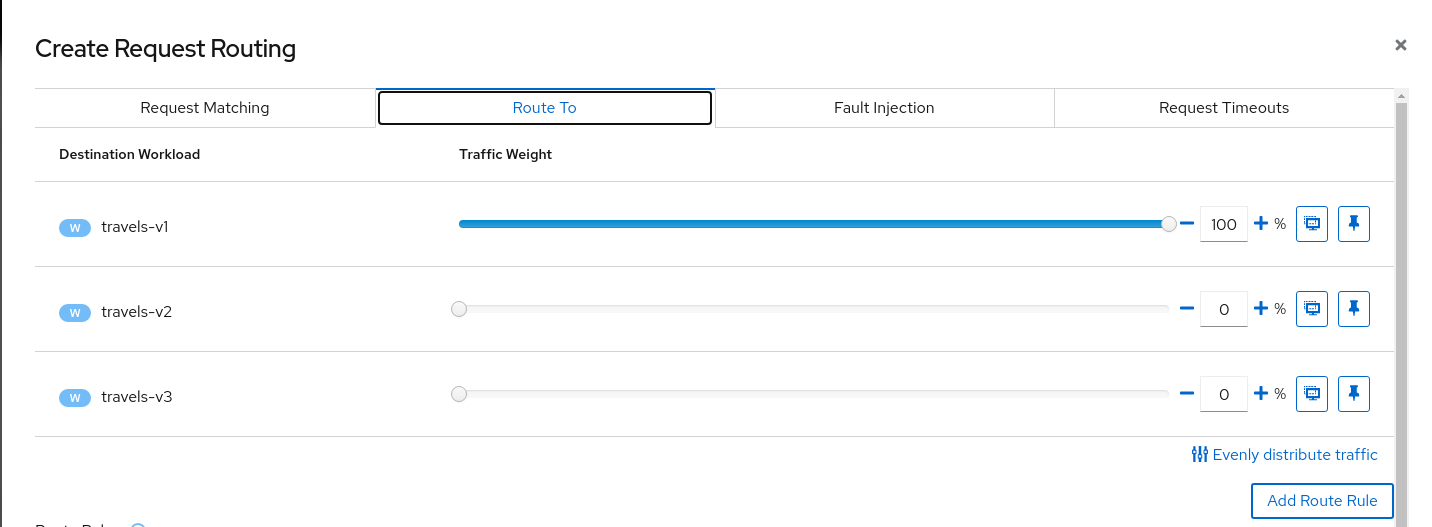 Create Request Routing
Request Matching
Route To
Fault Injection
Request Timeouts
Destination Workload Traffic Weight
W travels-v1 100 %
W travels-v2 0 %
W travels-v3 0 %
Evenly distribute traffic
Add Route Rule